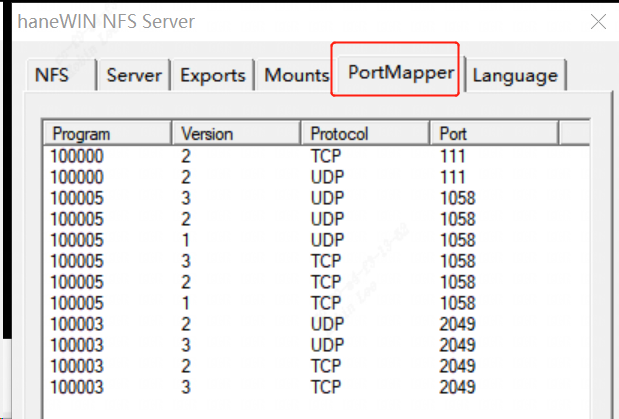 haneWIN NFS Server
NFS Server Exports Mounts PortMapper Language
Program Version Protocol Port
100000 2 TCP 111
100000 2 UDP 111
100005 3 UDP 1058
100005 2 UDP 1058
100005 1 UDP 1058
100005 3 TCP 1058
100005 2 TCP 1058
100005 1 TCP 1058
100003 2 UDP 2049
100003 3 UDP 2049
100003 2 TCP 2049
100003 3 TCP 2049